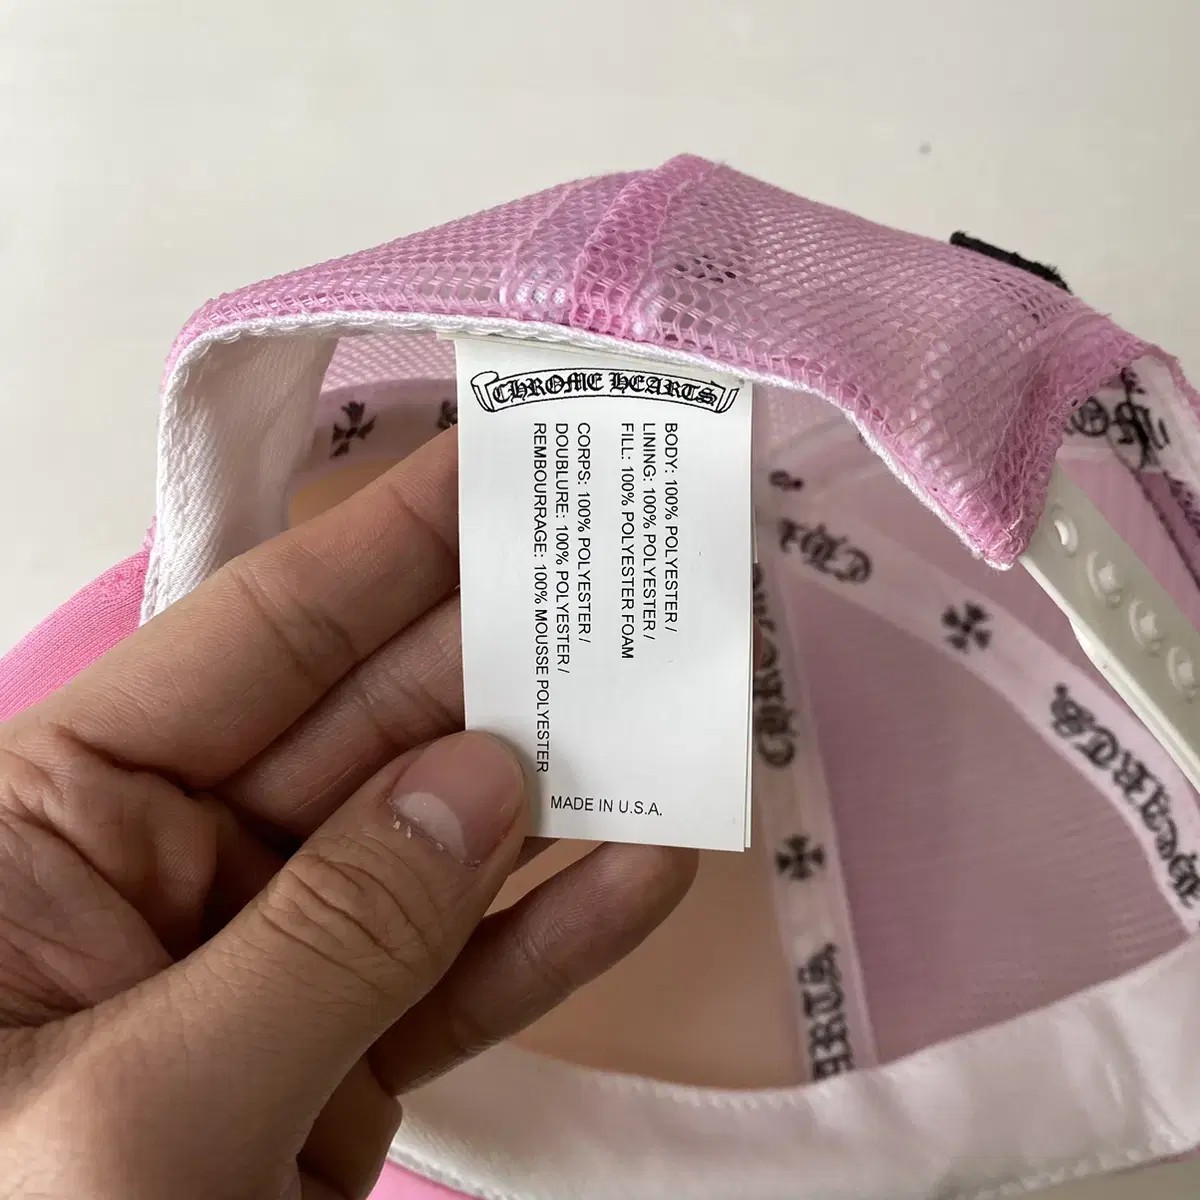 CHROME HEARTS
BODY: 100% POLYESTER /
LINING: 100% POLYESTER /
FILL: 100% POLYESTER FOAM
CORPS: 100% POLYESTER /
DOUBLURE: 100% POLYESTER /
REMBOURRAGE: 100% MOUSSE POLYESTER
MADE IN U.S.A.